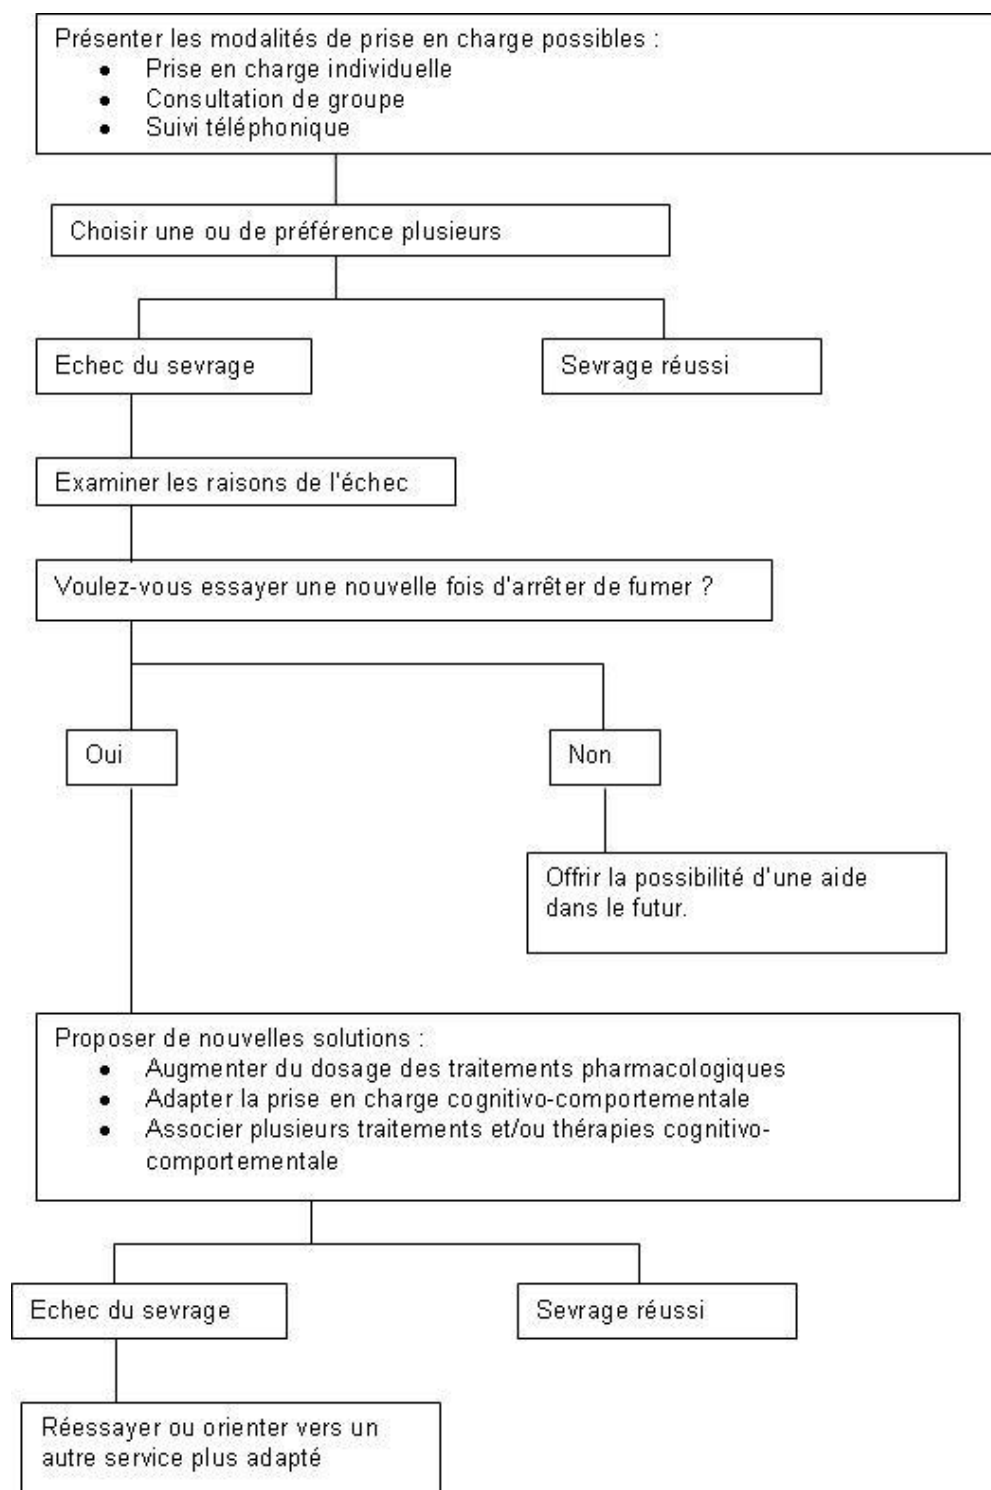 Présenter les modalités de prise en charge possibles :
• Prise en charge individuelle
• Consultation de groupe
• Suivi téléphonique
Choisir une ou de préférence plusieurs
Echec du sevrage
Sevrage réussi
Examiner les raisons de l'échec
Voulez-vous essayer une nouvelle fois d'arrêter de fumer ?
Oui
Non
Offrir la possibilité d'une aide
dans le futur.
Proposer de nouvelles solutions :
• Augmenter du dosage des traitements pharmacologiques
• Adapter la prise en charge cognitivo-comportementale
• Associer plusieurs traitements et/ou thérapies cognitivo-
comportementale
Echec du sevrage
Sevrage réussi
Réessayer ou orienter vers un
autre service plus adapté